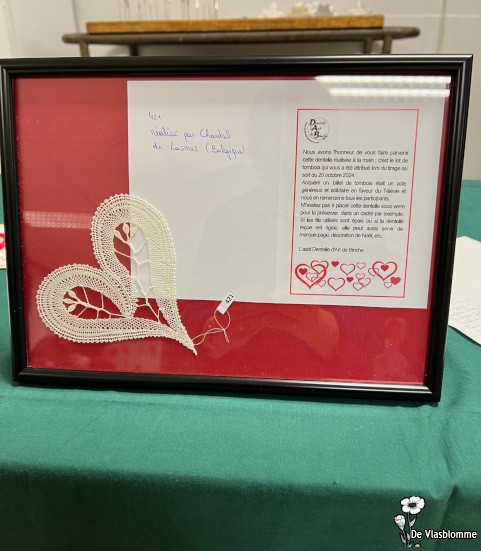 421
réalisé par Chantal
de Lasnes (Belgique)
Nous avons l'honneur de vous faire parvenir
cette dentelle réalisée à la main ; c'est le lot de
tombola qui vous a été attribué lors du tirage au
sort du 26 octobre 2024.
Acquérir un billet de tombola était un acte
généreux et solidaire en faveur du Télévie et
nous en remercions tous les participants.
N'hésitez pas à placer cette dentelle sous verre
pour la préserver, dans un cadre par exemple.
Si les fils utilisés sont épais ou si la dentelle
reçue est rigide, elle peut aussi servir de
marque-page, décoration de Noël, etc.
L'asbl Dentelle d'Art de Binche.
421
De Vlasblomme